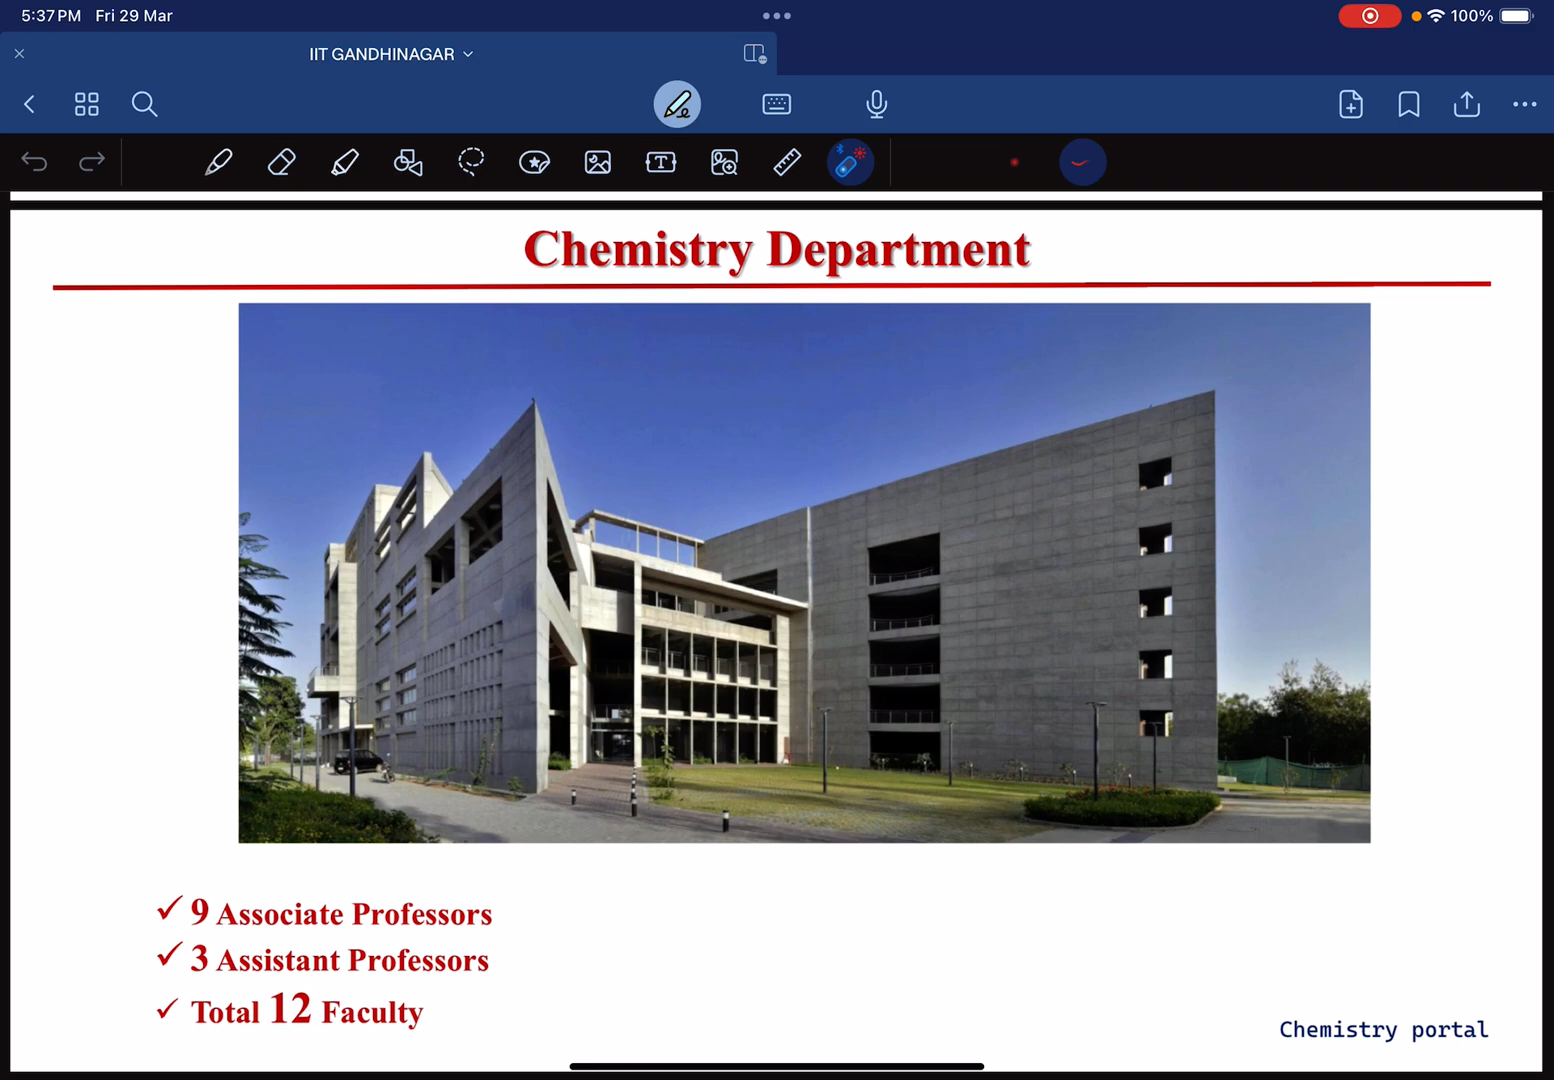 5:37 PM Fri 29 Mar
100%
IIT GANDHINAGAR
T
Chemistry Department
✓ 9 Associate Professors
✓ 3 Assistant Professors
✓ Total 12 Faculty
Chemistry portal